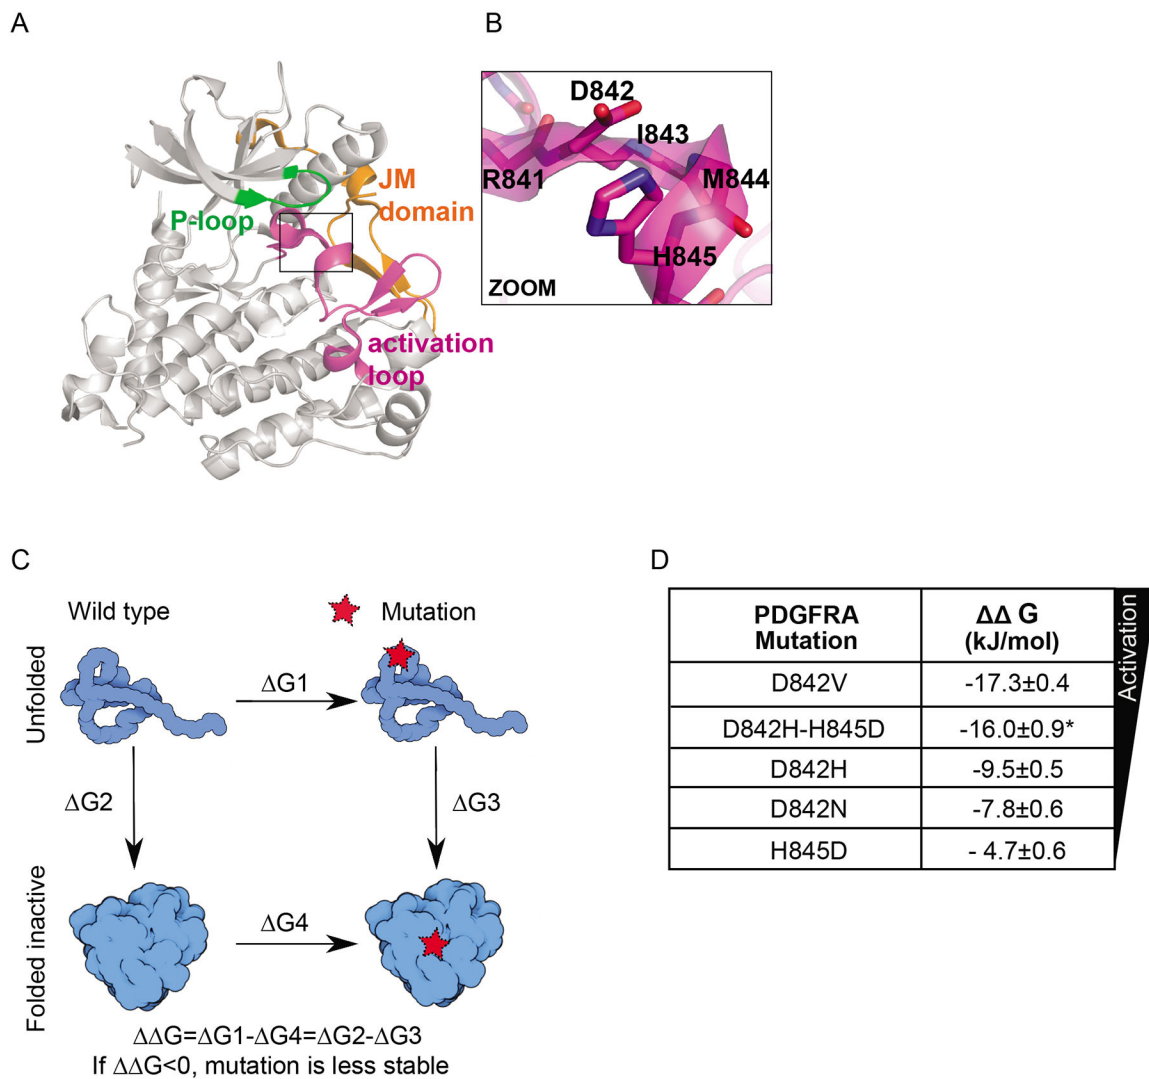 A
B
P-loop
JM
domain
activation
loop
D842
I843
R841
M844
H845
ZOOM
C
Wild type
Mutation
Unfolded
ΔG1
ΔG2
ΔG3
Folded inactive
ΔG4
ΔΔG=ΔG1-ΔG4=ΔG2-ΔG3
If ΔΔG<0, mutation is less stable
D
PDGFRA Mutation ΔΔ G (kJ/mol)
D842V -17.3±0.4
D842H-H845D -16.0±0.9*
D842H -9.5±0.5
D842N -7.8±0.6
H845D - 4.7±0.6
Activation